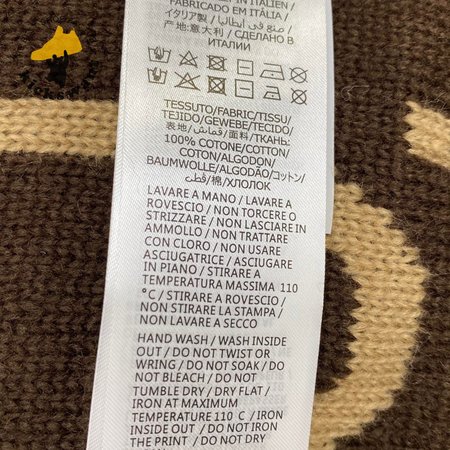 IN ITALIEN /
FABRICADO EM ITÁLIA /
イタリア製 / صنع في ايطاليا /
产地:意大利 / СДЕЛАНО В
ИТАЛИИ
TESSUTO/FABRIC/TISSU/
TEJIDO/GEWEBE/TECIDO/
表地/قماش/面料/ТКАНЬ:
100% COTONE/COTTON/
COTON/ALGODON/
BAUMWOLLE/ALGODÃO/コットン/
قطن/棉/ХЛОПОК
LAVARE A MANO / LAVARE A
ROVESCIO / NON TORCERE O
STRIZZARE / NON LASCIARE IN
AMMOLLO / NON TRATTARE
CON CLORO / NON USARE
ASCIUGATRICE / ASCIUGARE
IN PIANO / STIRARE A
TEMPERATURA MASSIMA 110
°C / STIRARE A ROVESCIO /
NON STIRARE LA STAMPA /
NON LAVARE A SECCO
HAND WASH / WASH INSIDE
OUT / DO NOT TWIST OR
WRING / DO NOT SOAK / DO
NOT BLEACH / DO NOT
TUMBLE DRY / DRY FLAT /
IRON AT MAXIMUM
TEMPERATURE 110 °C / IRON
INSIDE OUT / DO NOT IRON
THE PRINT / DO NOT DRY